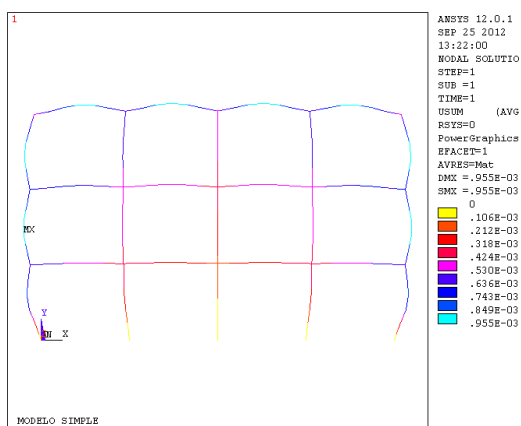 1
ANSYS 12.0.1
SEP 25 2012
13:22:00
NODAL SOLUTIO
STEP=1
SUB =1
TIME=1
USUM (AVG
RSYS=0
PowerGraphics
EFACET=1
AVRES=Mat
DMX =.955E-03
SMX =.955E-03
0
.106E-03
.212E-03
.318E-03
.424E-03
.530E-03
.636E-03
.743E-03
.849E-03
.955E-03
MX
Y
X
MODELO SIMPLE